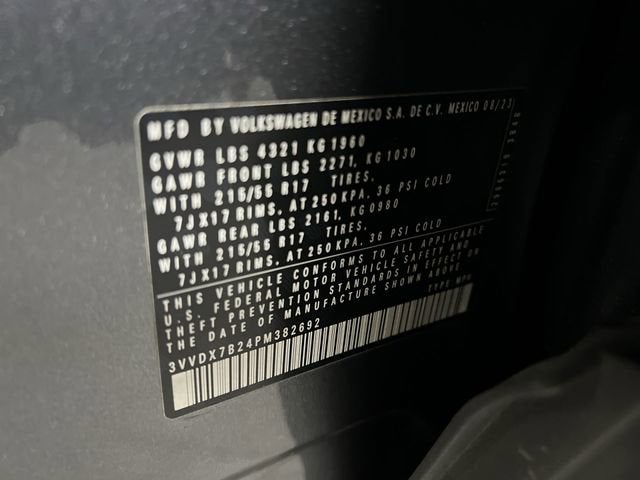 MFD BY VOLKSWAGEN DE MEXICO S.A. DE C.V. MEXICO 08/23
GVWR LBS 4321 KG 1960
GAWR FRONT LBS 2271, KG 1030
WITH 215/55 R17 TIRES,
7JX17 RIMS, AT 250 KPA, 36 PSI COLD
GAWR REAR LBS 2161, KG 0980
WITH 215/55 R17 TIRES,
7JX17 RIMS, AT 250 KPA, 36 PSI COLD
THIS VEHICLE CONFORMS TO ALL APPLICABLE
U.S. FEDERAL MOTOR VEHICLE SAFETY AND
THEFT PREVENTION STANDARDS IN EFFECT ON
THE DATE OF MANUFACTURE SHOWN ABOVE
3VVDX7B24PM382692 TYPE MPV